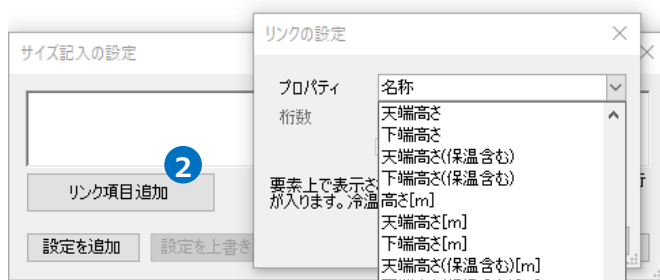 サイズ記入の設定
2
リンク項目追加
設定を追加
設定を上書き
リンクの設定
プロパティ
名称
桁数
天端高さ
下端高さ
天端高さ(保温含む)
下端高さ(保温含む)
高さ[m]
天端高さ[m]
下端高さ[m]
天端高さ(保温含む)[m]
要素上で表示さ
が入ります。冷温